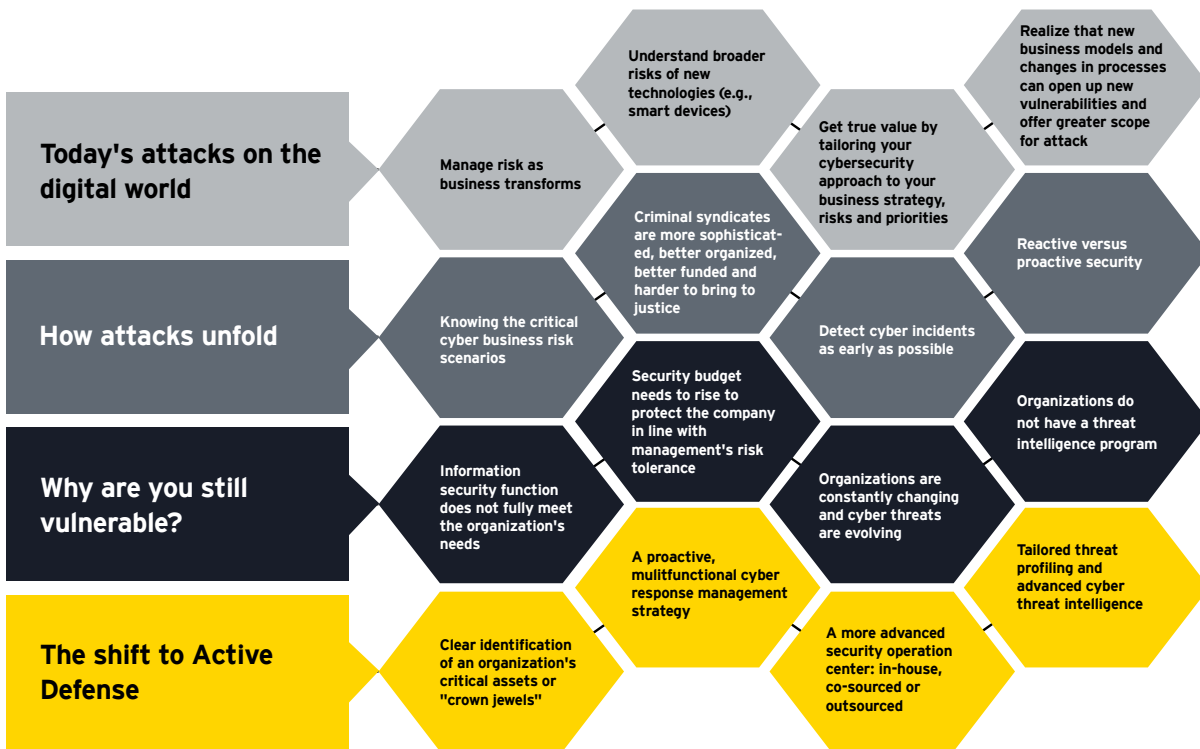 Today's attacks on the
digital world
Manage risk as
business transforms
Understand broader
risks of new
technologies (e.g.,
smart devices)
Get true value by
tailoring your
cybersecurity
approach to your
business strategy,
risks and priorities
Realize that new
business models and
changes in processes
can open up new
vulnerabilities and
offer greater scope
for attack
How attacks unfold
Knowing the critical
cyber business risk
scenarios
Criminal syndicates
are more sophisticat-
ed, better organized,
better funded and
harder to bring to
justice
Detect cyber incidents
as early as possible
Reactive versus
proactive security
Why are you still
vulnerable?
Information
security function
does not fully meet
the organization's
needs
Security budget
needs to rise to
protect the company
in line with
management's risk
tolerance
Organizations are
constantly changing
and cyber threats
are evolving
Organizations do
not have a threat
intelligence program
The shift to Active
Defense
Clear identification
of an organization's
critical assets or
"crown jewels"
A proactive,
mulitfunctional cyber
response management
strategy
A more advanced
security operation
center: in-house,
co-sourced or
outsourced
Tailored threat
profiling and
advanced cyber
threat intelligence